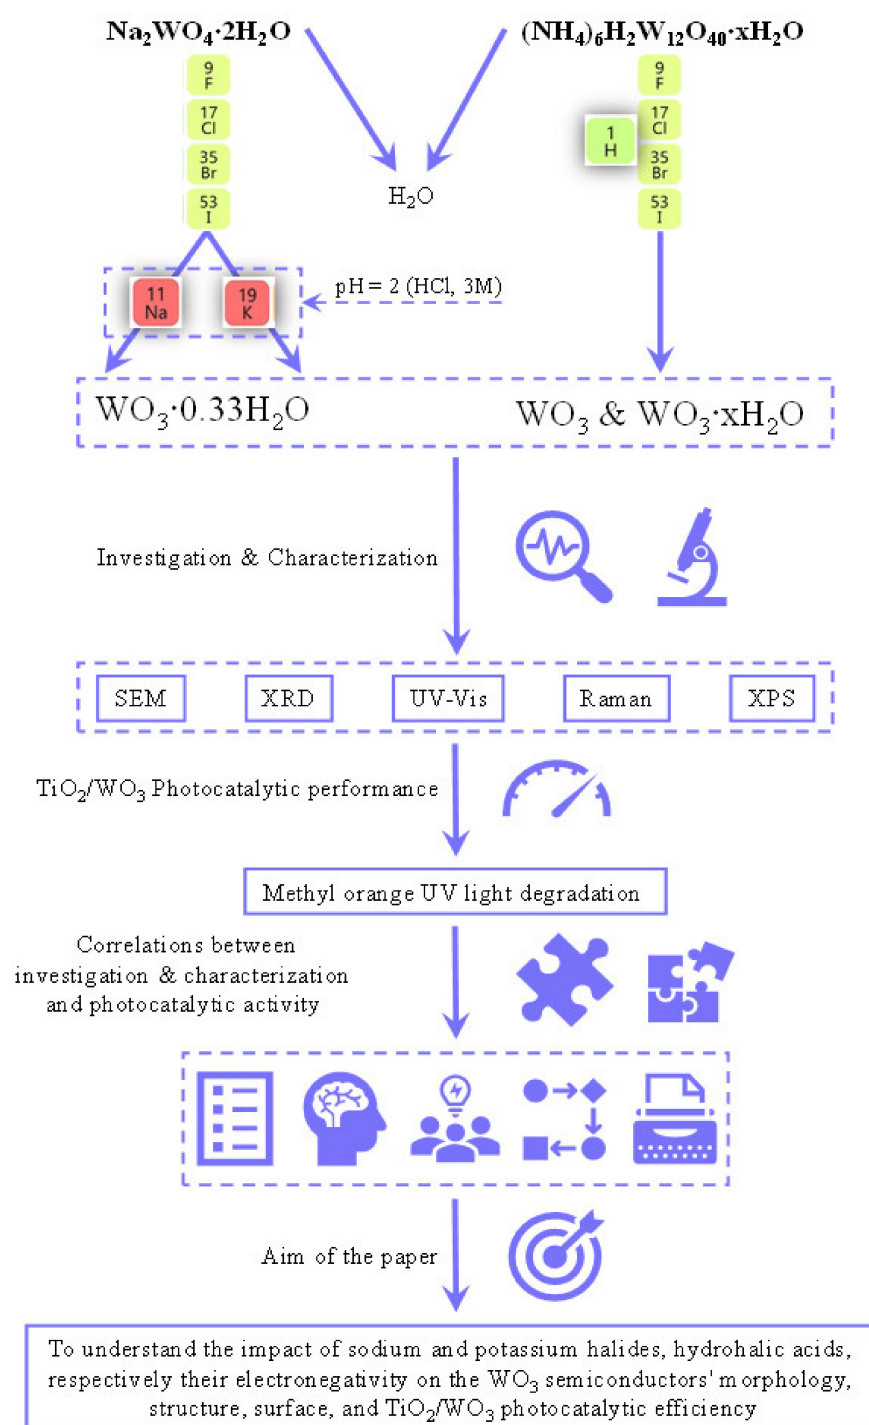 Na₂WO₄·2H₂O
(NH₄)₆H₂W₁₂O₄₀·xH₂O
9
F
17
Cl
35
Br
53
I
9
F
17
Cl
35
Br
53
I
1
H
H₂O
11
Na
19
K
pH = 2 (HCl, 3M)
WO₃·0.33H₂O
WO₃ & WO₃·xH₂O
Investigation & Characterization
SEM
XRD
UV-Vis
Raman
XPS
TiO₂/WO₃ Photocatalytic performance
Methyl orange UV light degradation
Correlations between
investigation & characterization
and photocatalytic activity
Aim of the paper
To understand the impact of sodium and potassium halides, hydrohalic acids,
respectively their electronegativity on the WO₃ semiconductors' morphology,
structure, surface, and TiO₂/WO₃ photocatalytic efficiency